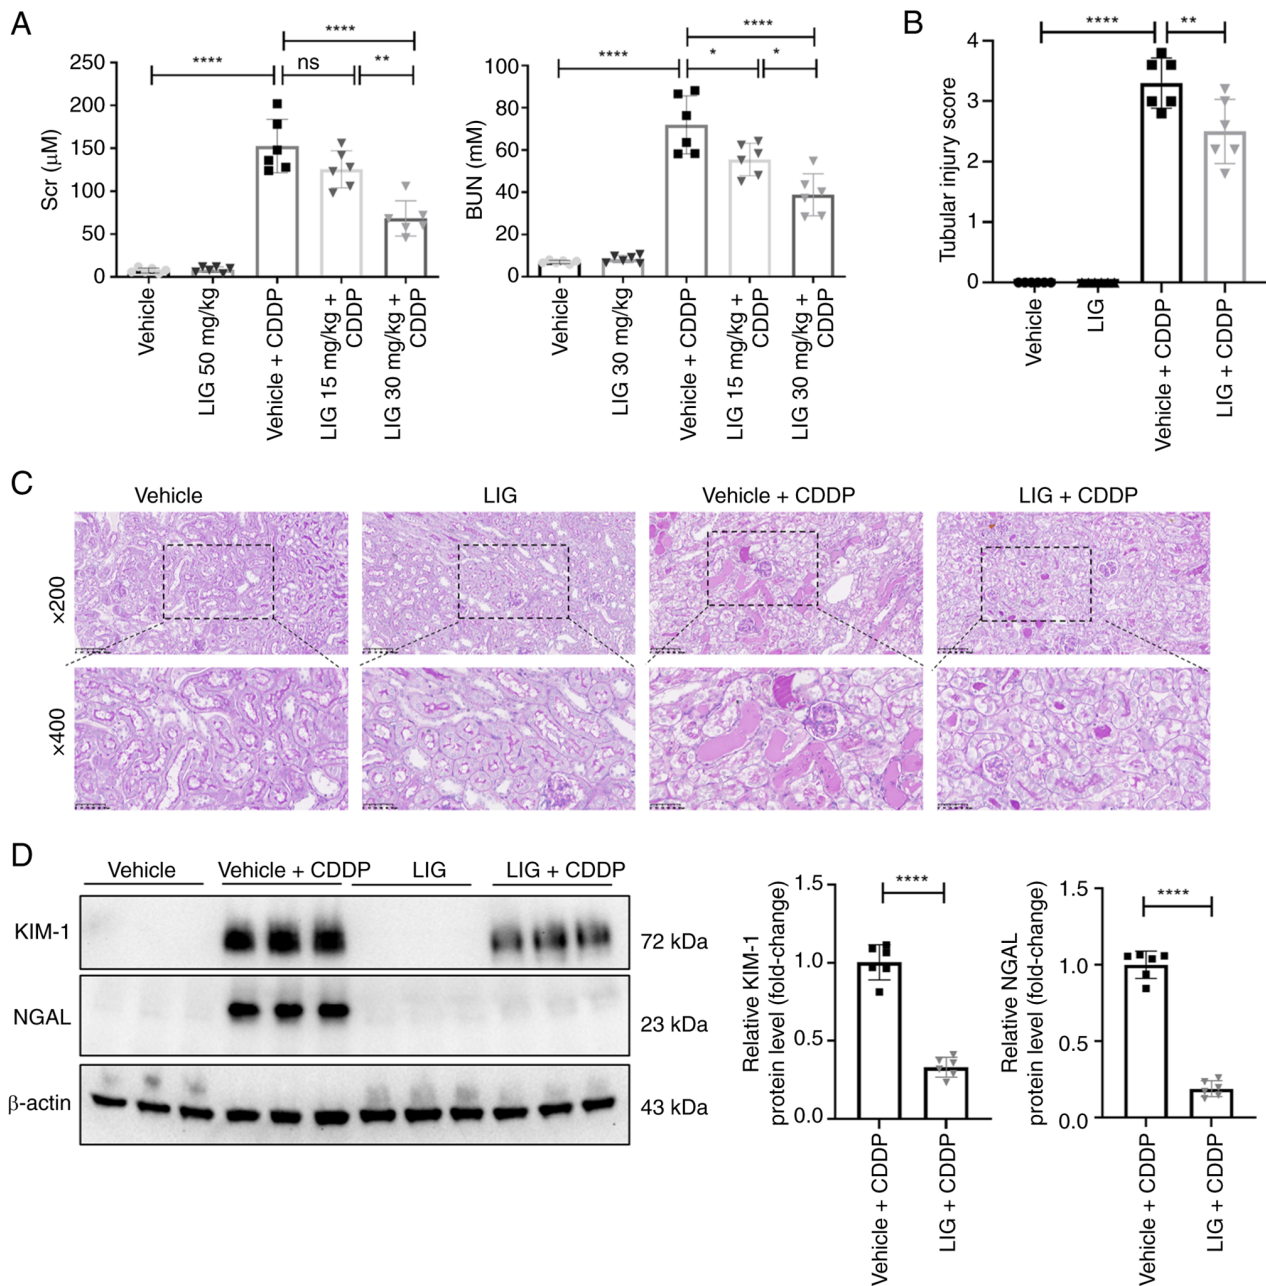 A
****
****
ns
**
Scr (μM)
250
200
150
100
50
0
Vehicle
LIG 50 mg/kg
Vehicle + CDDP
LIG 15 mg/kg +
CDDP
LIG 30 mg/kg +
CDDP
****
****
*
*
BUN (mM)
100
80
60
40
20
0
Vehicle
LIG 30 mg/kg
Vehicle + CDDP
LIG 15 mg/kg +
CDDP
LIG 30 mg/kg +
CDDP
B
****
**
Tubular injury score
4
3
2
1
0
Vehicle
LIG
Vehicle + CDDP
LIG + CDDP
C
Vehicle
LIG
Vehicle + CDDP
LIG + CDDP
x200
x400
D
Vehicle
Vehicle + CDDP
LIG
LIG + CDDP
KIM-1
72 kDa
NGAL
23 kDa
β-actin
43 kDa
****
Relative KIM-1
protein level (fold-change)
1.5
1.0
0.5
0.0
Vehicle + CDDP
LIG + CDDP
****
Relative NGAL
protein level (fold-change)
1.5
1.0
0.5
0.0
Vehicle + CDDP
LIG + CDDP